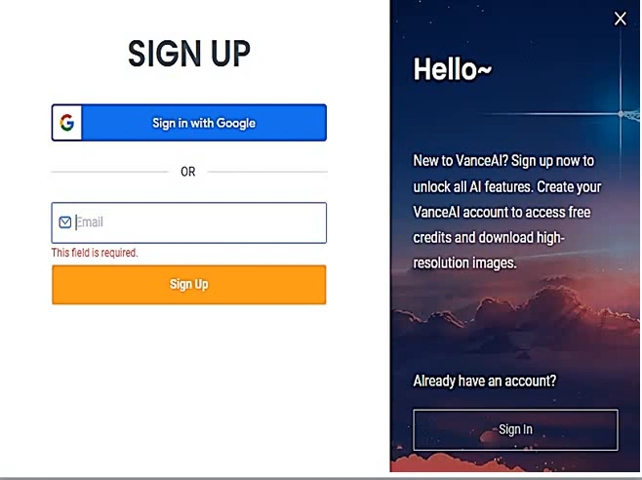 SIGN UP
Sign in with Google
OR
Email
This field is required.
Sign Up
Hello~
New to VanceAI? Sign up now to
unlock all AI features. Create your
VanceAI account to access free
credits and download high-
resolution images.
Already have an account?
Sign In